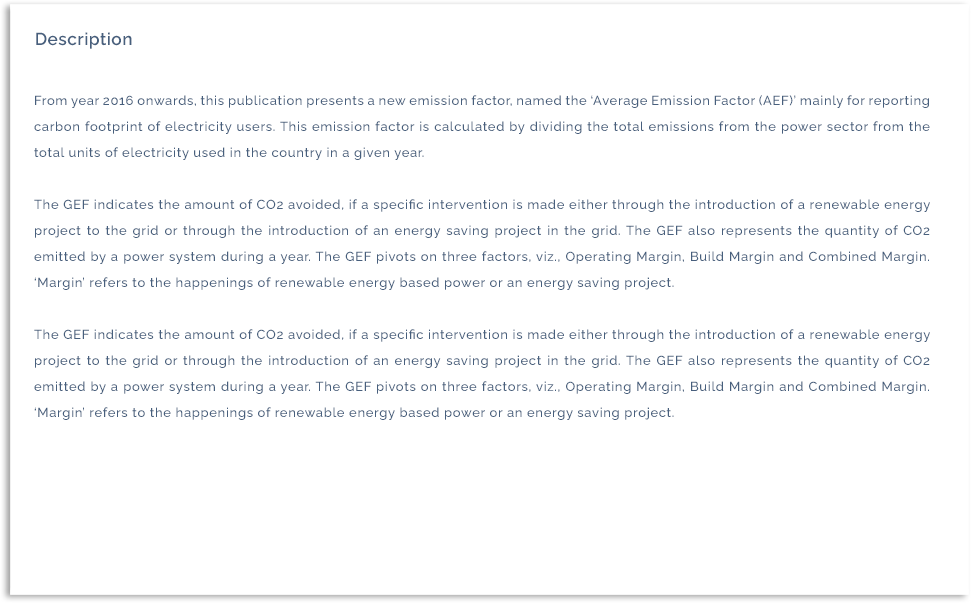 Description
From year 2016 onwards, this publication presents a new emission factor, named the ‘Average Emission Factor (AEF)’ mainly for reporting
carbon footprint of electricity users. This emission factor is calculated by dividing the total emissions from the power sector from the
total units of electricity used in the country in a given year.
The GEF indicates the amount of CO2 avoided, if a specific intervention is made either through the introduction of a renewable energy
project to the grid or through the introduction of an energy saving project in the grid. The GEF also represents the quantity of CO2
emitted by a power system during a year. The GEF pivots on three factors, viz., Operating Margin, Build Margin and Combined Margin.
‘Margin’ refers to the happenings of renewable energy based power or an energy saving project.
The GEF indicates the amount of CO2 avoided, if a specific intervention is made either through the introduction of a renewable energy
project to the grid or through the introduction of an energy saving project in the grid. The GEF also represents the quantity of CO2
emitted by a power system during a year. The GEF pivots on three factors, viz., Operating Margin, Build Margin and Combined Margin.
‘Margin’ refers to the happenings of renewable energy based power or an energy saving project.